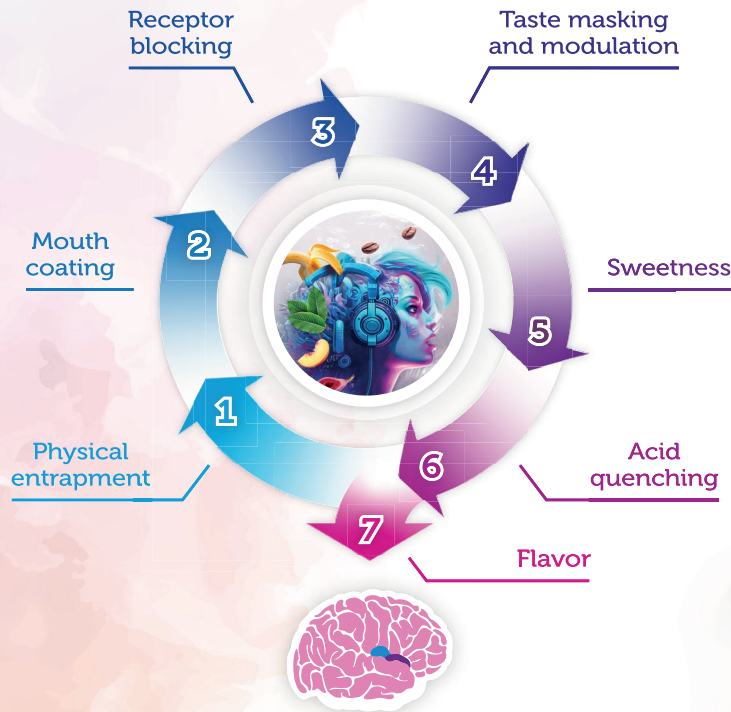 Receptor
blocking
Taste masking
and modulation
3
4
Mouth
coating
2
Sweetness
5
1
Physical
entrapment
6
Acid
quenching
7
Flavor